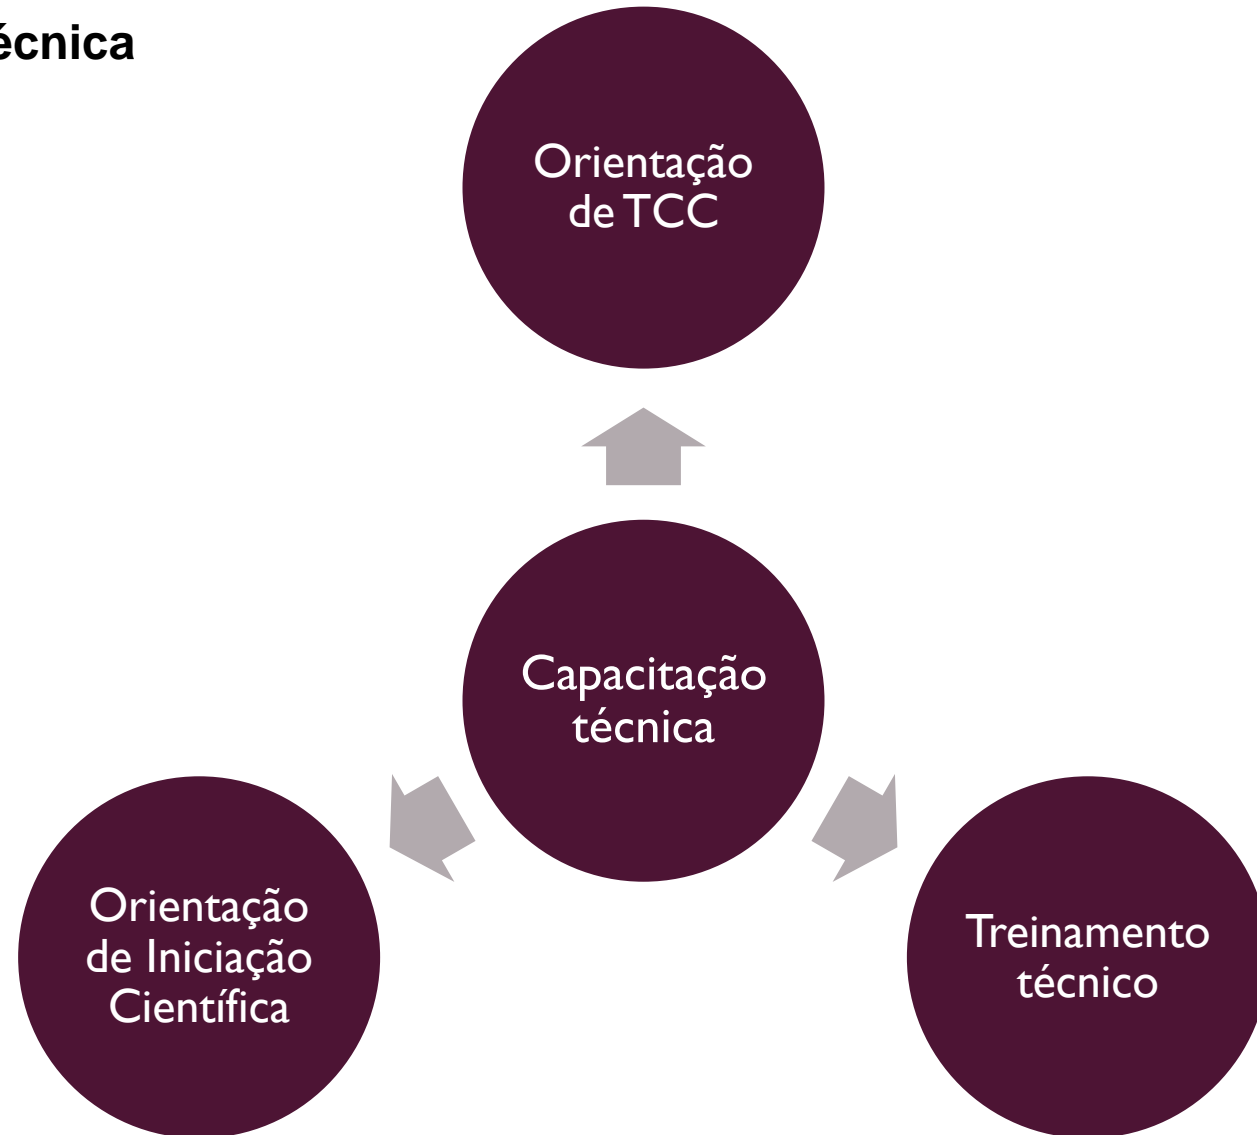 écnica
Orientação
de TCC
Capacitação
técnica
Orientação
de Iniciação
Científica
Treinamento
técnico